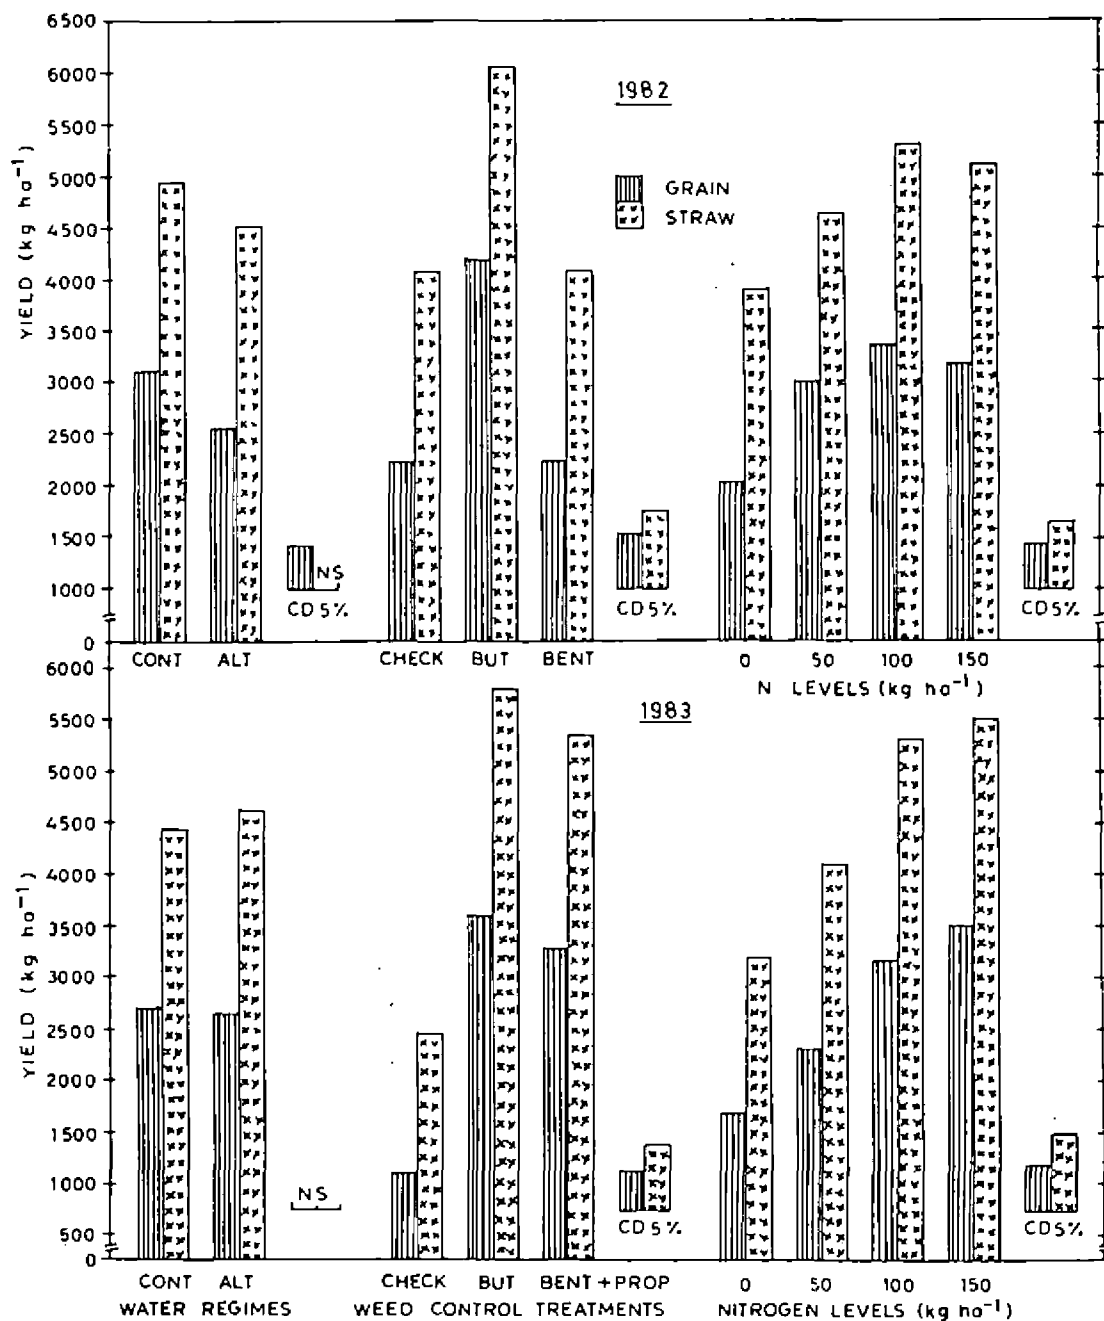 6500
6000
5500
5000
4500
4000
3500
3000
2500
2000
1500
1000
0
YIELD (kg ha⁻¹)
1982
GRAIN
STRAW
NS
CD 5%
CD 5%
CD 5%
CONT ALT CHECK BUT BENT 0 50 100 150
N LEVELS (kg ha⁻¹)
6000
5500
5000
4500
4000
3500
3000
2500
2000
1500
1000
500
0
YIELD (kg ha⁻¹)
1983
NS
CD 5%
CD 5%
CONT ALT CHECK BUT BENT + PROP 0 50 100 150
WATER REGIMES WEED CONTROL TREATMENTS NITROGEN LEVELS (kg ha⁻¹)